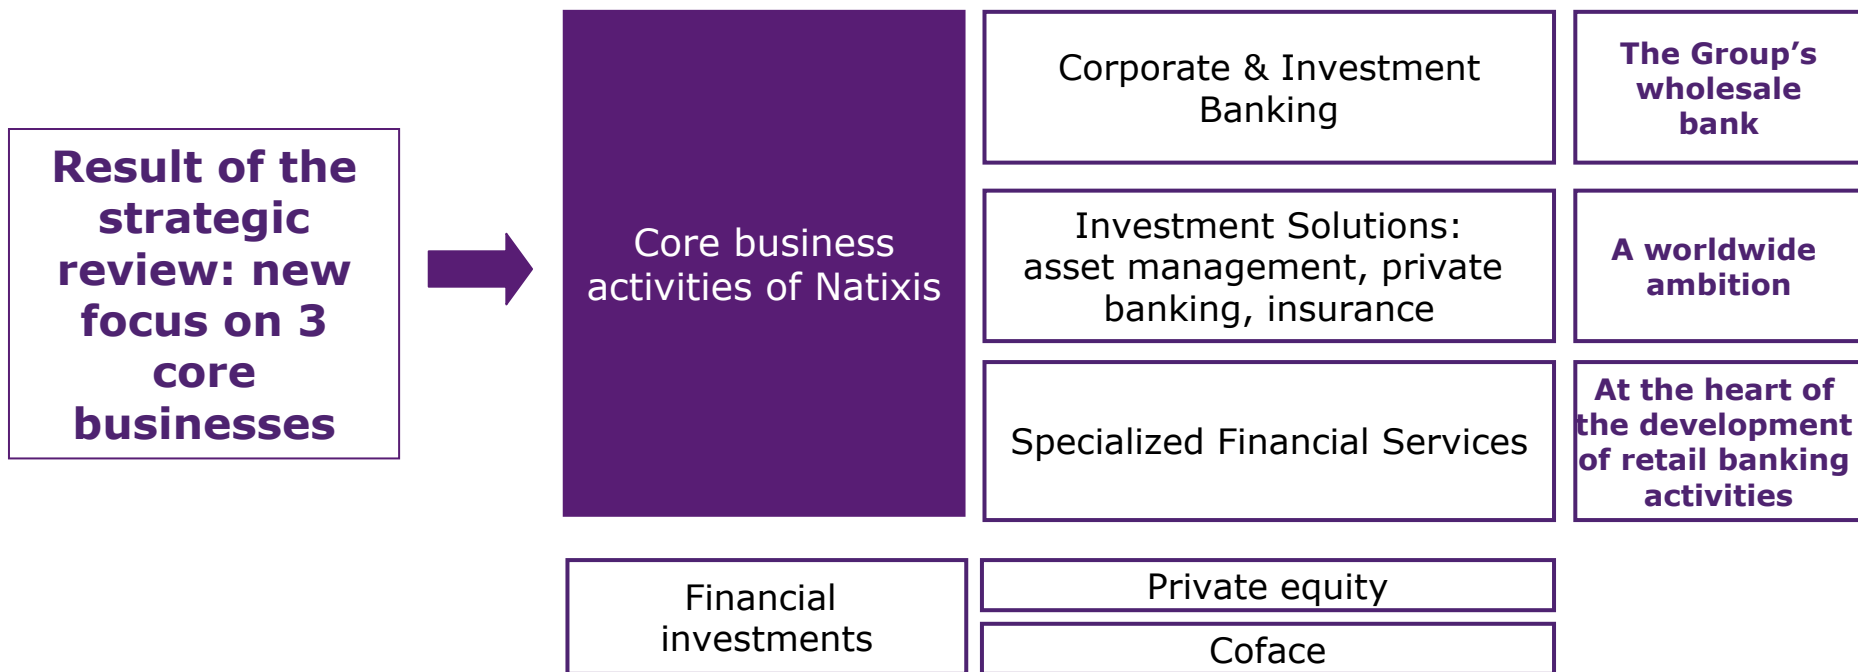 Result of the
strategic
review: new
focus on 3
core
businesses
Core business
activities of Natixis
Corporate & Investment
Banking
The Group’s
wholesale
bank
Investment Solutions:
asset management, private
banking, insurance
A worldwide
ambition
Specialized Financial Services
At the heart of
the development
of retail banking
activities
Financial
investments
Private equity
Coface